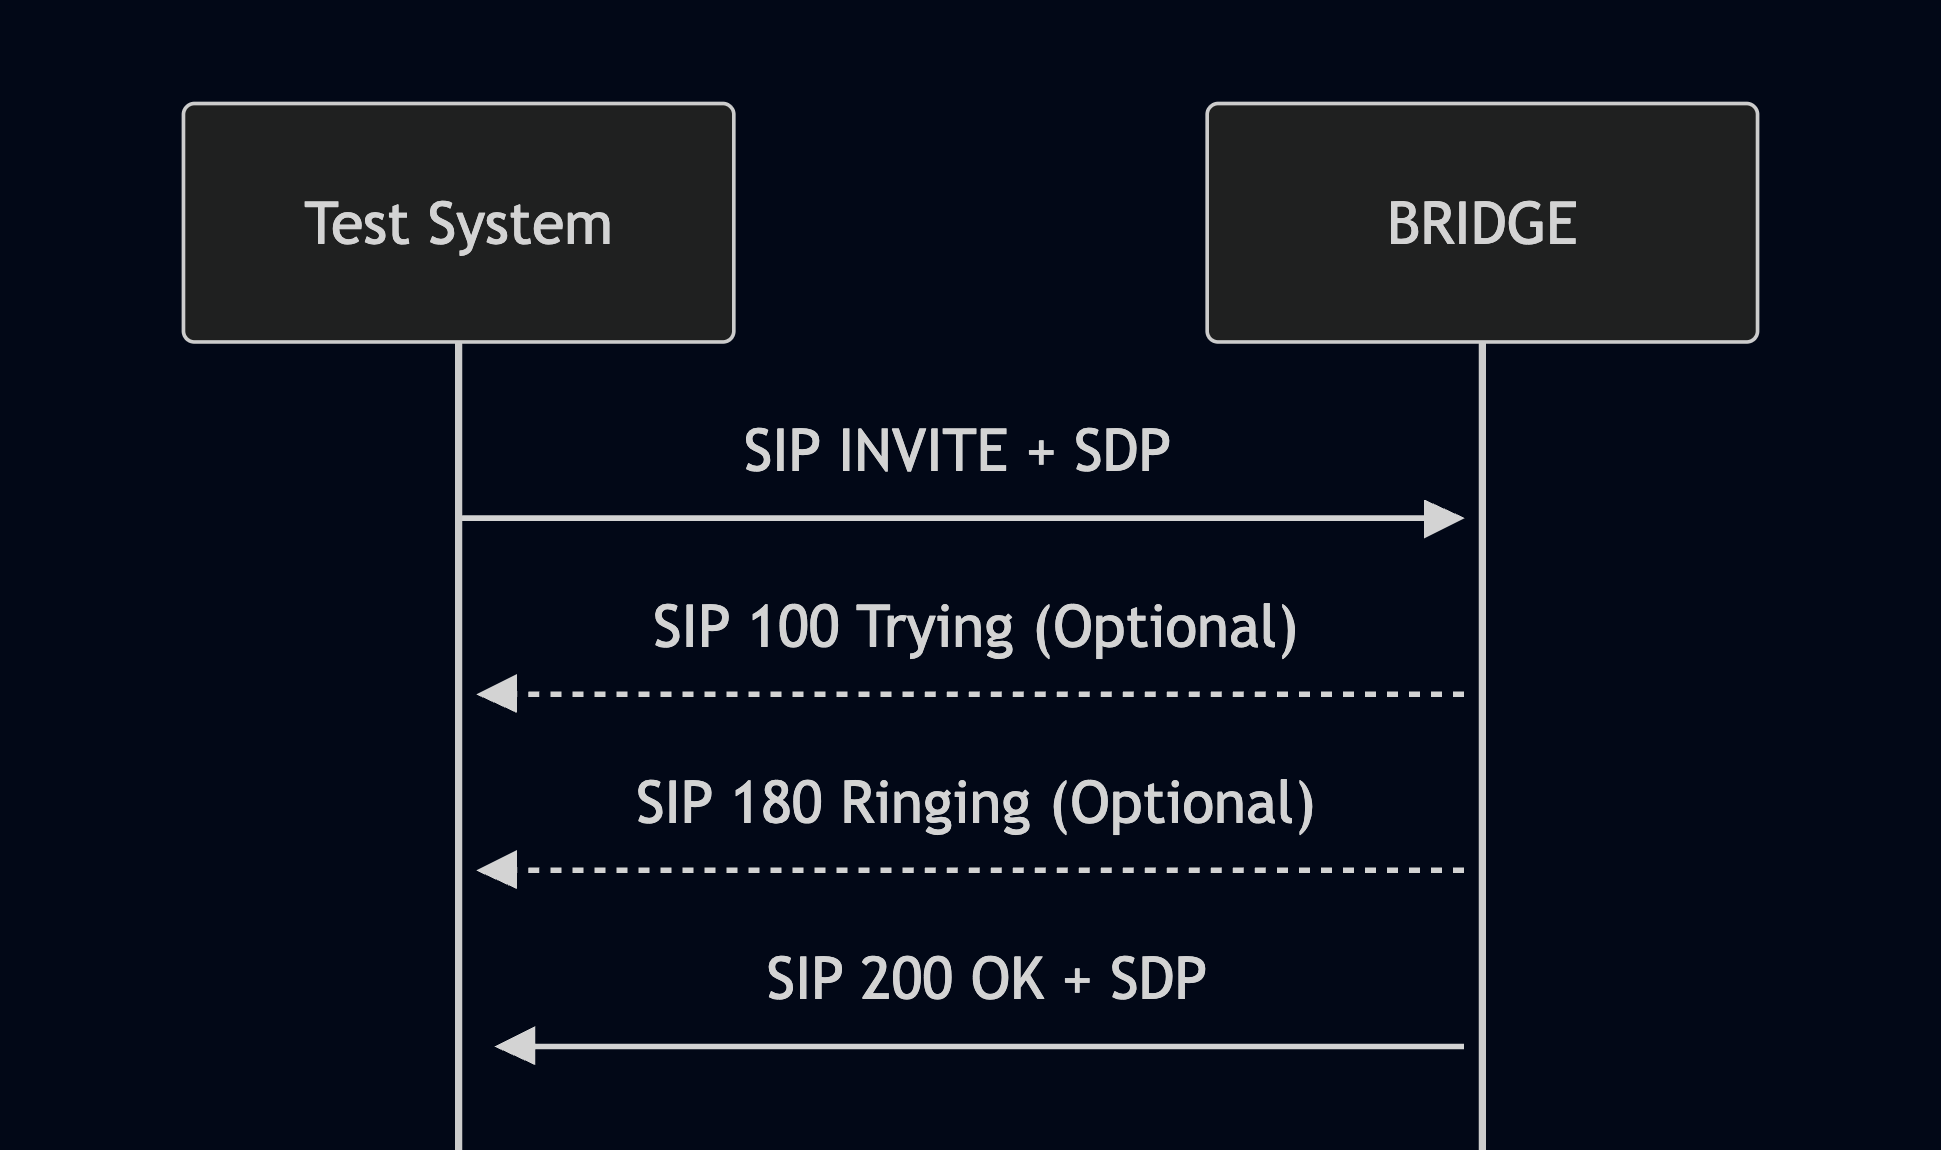 Test System
BRIDGE
SIP INVITE + SDP
SIP 100 Trying (Optional)
SIP 180 Ringing (Optional)
SIP 200 OK + SDP